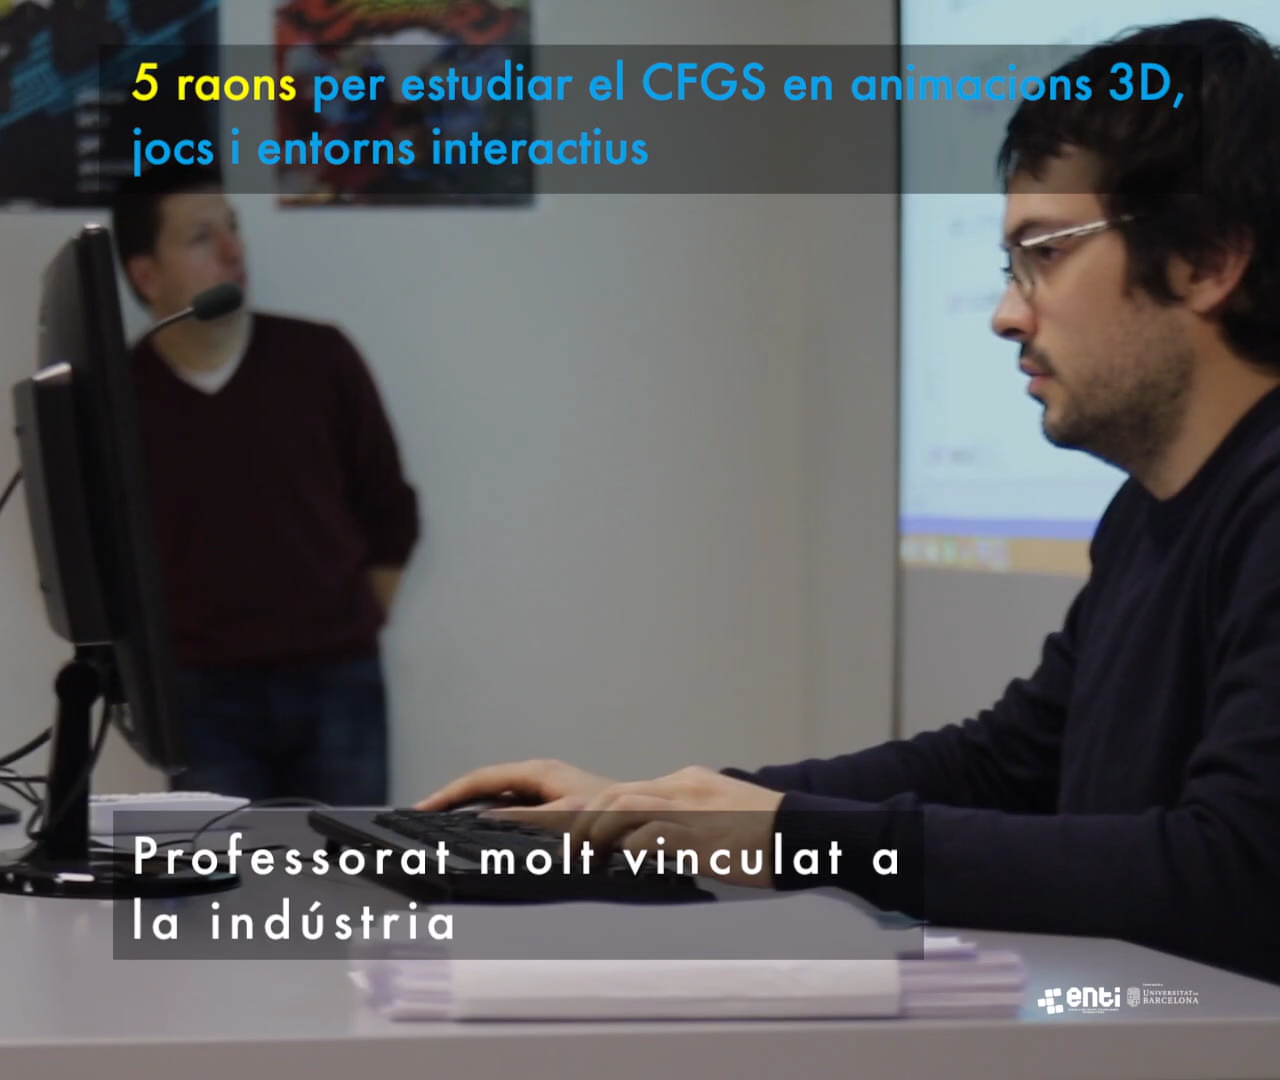 5 raons per estudiar el CFGS en animacions 3D,
jocs i entorns interactius
Professorat molt vinculat a
la indústria
enti
UNIVERSITAT DE
BARCELONA